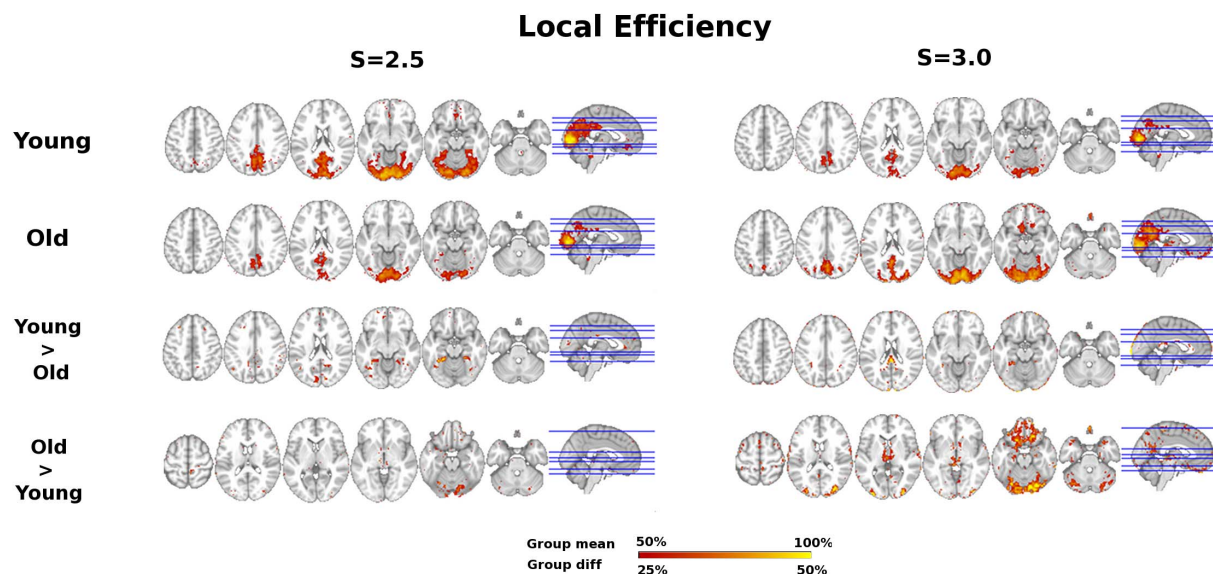 Local Efficiency
S=2.5
S=3.0
Young
Old
Young
>
Old
Old
>
Young
Group mean 50% 100%
Group diff 25% 50%